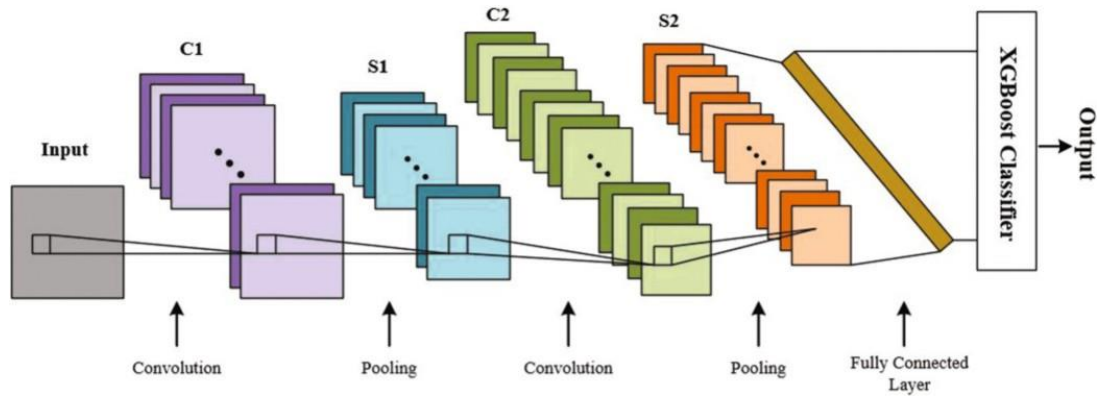 C1
S1
C2
S2
Input
XGBoost Classifier
Output
Convolution
Pooling
Convolution
Pooling
Fully Connected
Layer